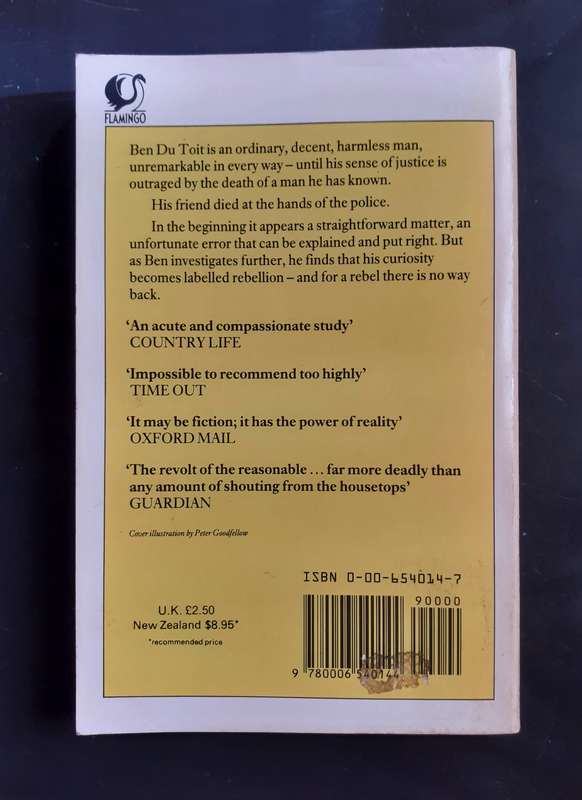 FLAMINGO
Ben Du Toit is an ordinary, decent, harmless man,
unremarkable in every way – until his sense of justice is
outraged by the death of a man he has known.
His friend died at the hands of the police.
In the beginning it appears a straightforward matter, an
unfortunate error that can be explained and put right. But
as Ben investigates further, he finds that his curiosity
becomes labelled rebellion – and for a rebel there is no way
back.
‘An acute and compassionate study’
COUNTRY LIFE
‘Impossible to recommend too highly’
TIME OUT
‘It may be fiction; it has the power of reality’
OXFORD MAIL
‘The revolt of the reasonable … far more deadly than
any amount of shouting from the housetops’
GUARDIAN
Cover illustration by Peter Goodfellow
ISBN 0-00-654014-7
90000
U.K. £2.50
New Zealand $8.95*
*recommended price
9 780006 540144